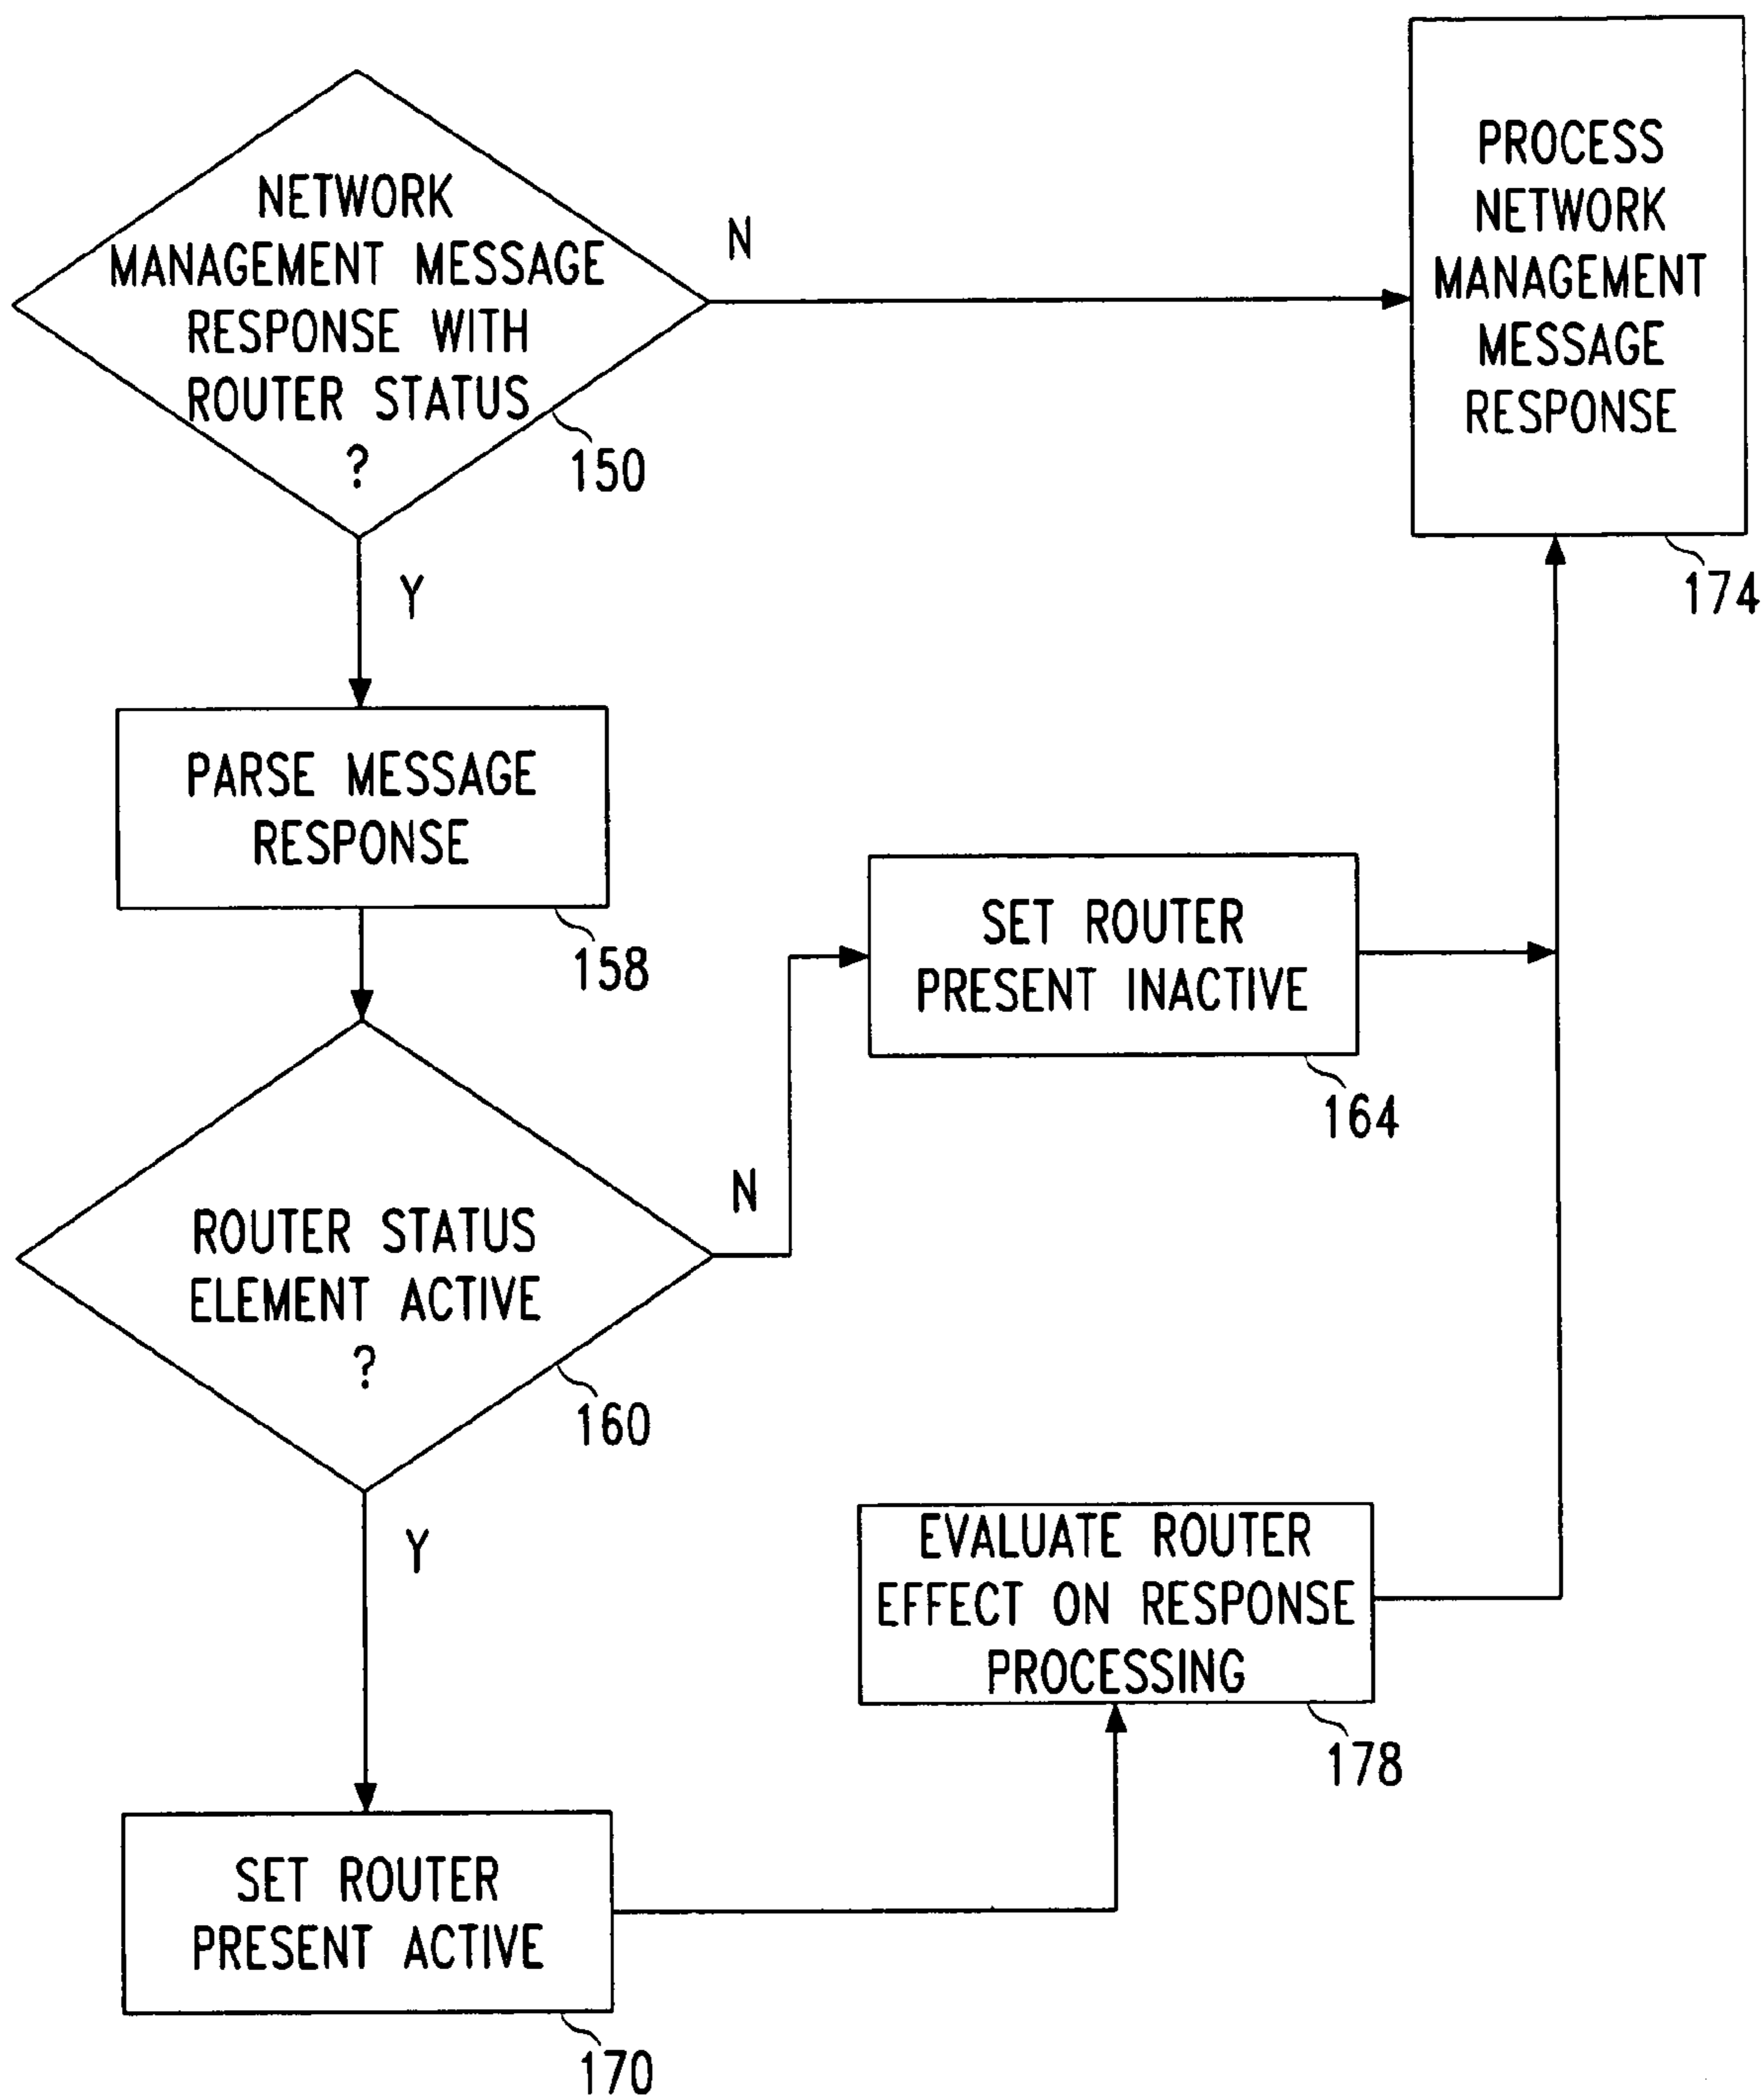 NETWORK
MANAGEMENT MESSAGE
RESPONSE WITH
ROUTER STATUS
?
150
N
PROCESS
NETWORK
MANAGEMENT
MESSAGE
RESPONSE
174
Y
PARSE MESSAGE
RESPONSE
158
SET ROUTER
PRESENT INACTIVE
164
ROUTER STATUS
ELEMENT ACTIVE
?
160
N
Y
EVALUATE ROUTER
EFFECT ON RESPONSE
PROCESSING
178
SET ROUTER
PRESENT ACTIVE
170